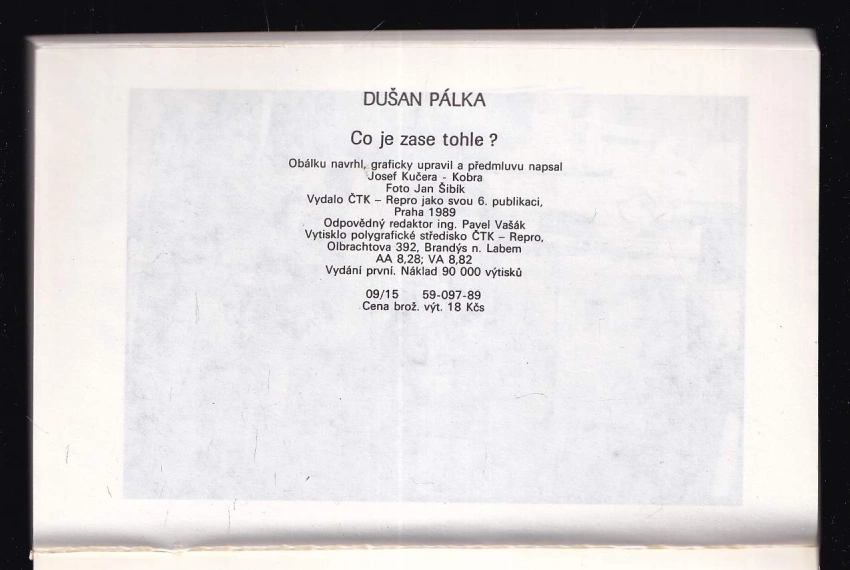 DUŠAN PÁLKA
Co je zase tohle ?
Obálku navrhl, graficky upravil a předmluvu napsal
Josef Kučera - Kobra
Foto Jan Šibík
Vydalo ČTK – Repro jako svou 6. publikaci,
Praha 1989
Odpovědný redaktor ing. Pavel Vašák
Vytisklo polygrafické středisko ČTK – Repro,
Olbrachtova 392, Brandýs n. Labem
AA 8,28; VA 8,82
Vydání první. Náklad 90 000 výtisků
09/15 59-097-89
Cena brož. výt. 18 Kčs